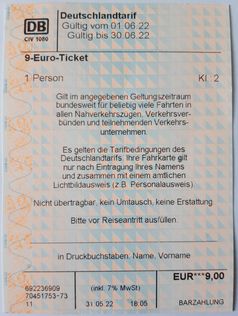 Deutschlandtarif
DB
Gültig vom 01.06.22
CIV 1080
Gültig bis 30.06.22
9-Euro-Ticket
1 Person Kl. 2
Gilt im angegebenen Geltungszeitraum
bundesweit für beliebig viele Fahrten in
allen Nahverkehrszügen, Verkehrsver-
bünden und teilnehmenden Verkehrs-
unternehmen.
Es gelten die Tarifbedingungen des
Deutschlandtarifs. Ihre Fahrkarte gilt
nur nach Eintragung Ihres Namens
und zusammen mit einem amtlichen
Lichtbildausweis (z.B. Personalausweis).
Nicht übertragbar, kein Umtausch, keine Erstattung
Bitte vor Reiseantritt ausfüllen.
in Druckbuchstaben: Name, Vorname
EUR***9,00
692236909 (inkl. 7% MwSt)
70451753-73
11 31.05.22 18:05 BARZAHLUNG